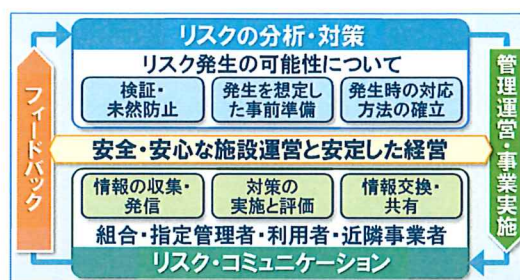 リスクの分析・対策
リスク発生の可能性について
検証・
未然防止
発生を想定し
た事前準備
発生時の対応
方法の確立
安全・安心な施設運営と安定した経営
情報の収集・
発信
対策の
実施と評価
情報交換・
共有
組合・指定管理者・利用者・近隣事業者
リスク・コミュニケーション
フィードバック
管理運営・事業実施